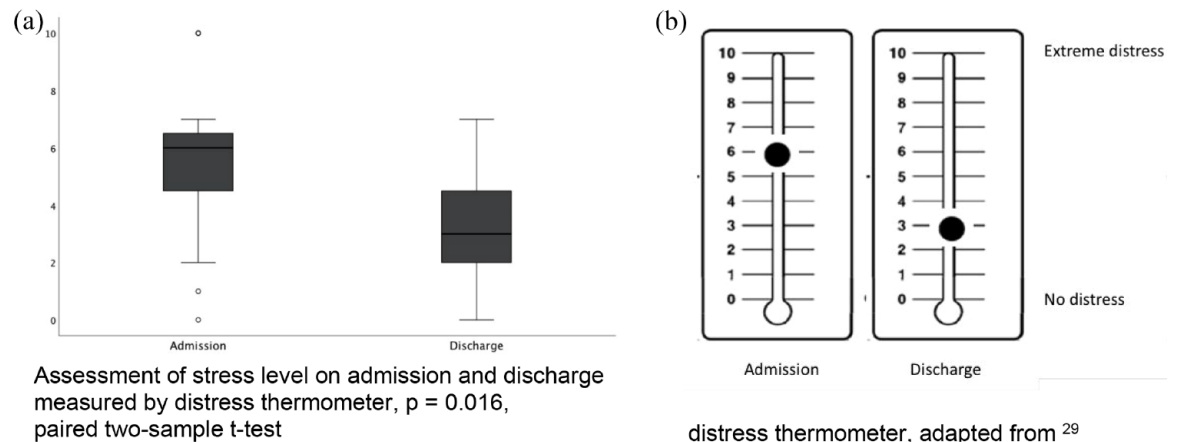 (a)
10
8
6
4
2
0
Admission
Discharge
Assessment of stress level on admission and discharge
measured by distress thermometer, p = 0.016,
paired two-sample t-test
(b)
10
9
8
7
6
5
4
3
2
1
0
10
9
8
7
6
5
4
3
2
1
0
Extreme distress
No distress
Admission
Discharge
distress thermometer, adapted from 29